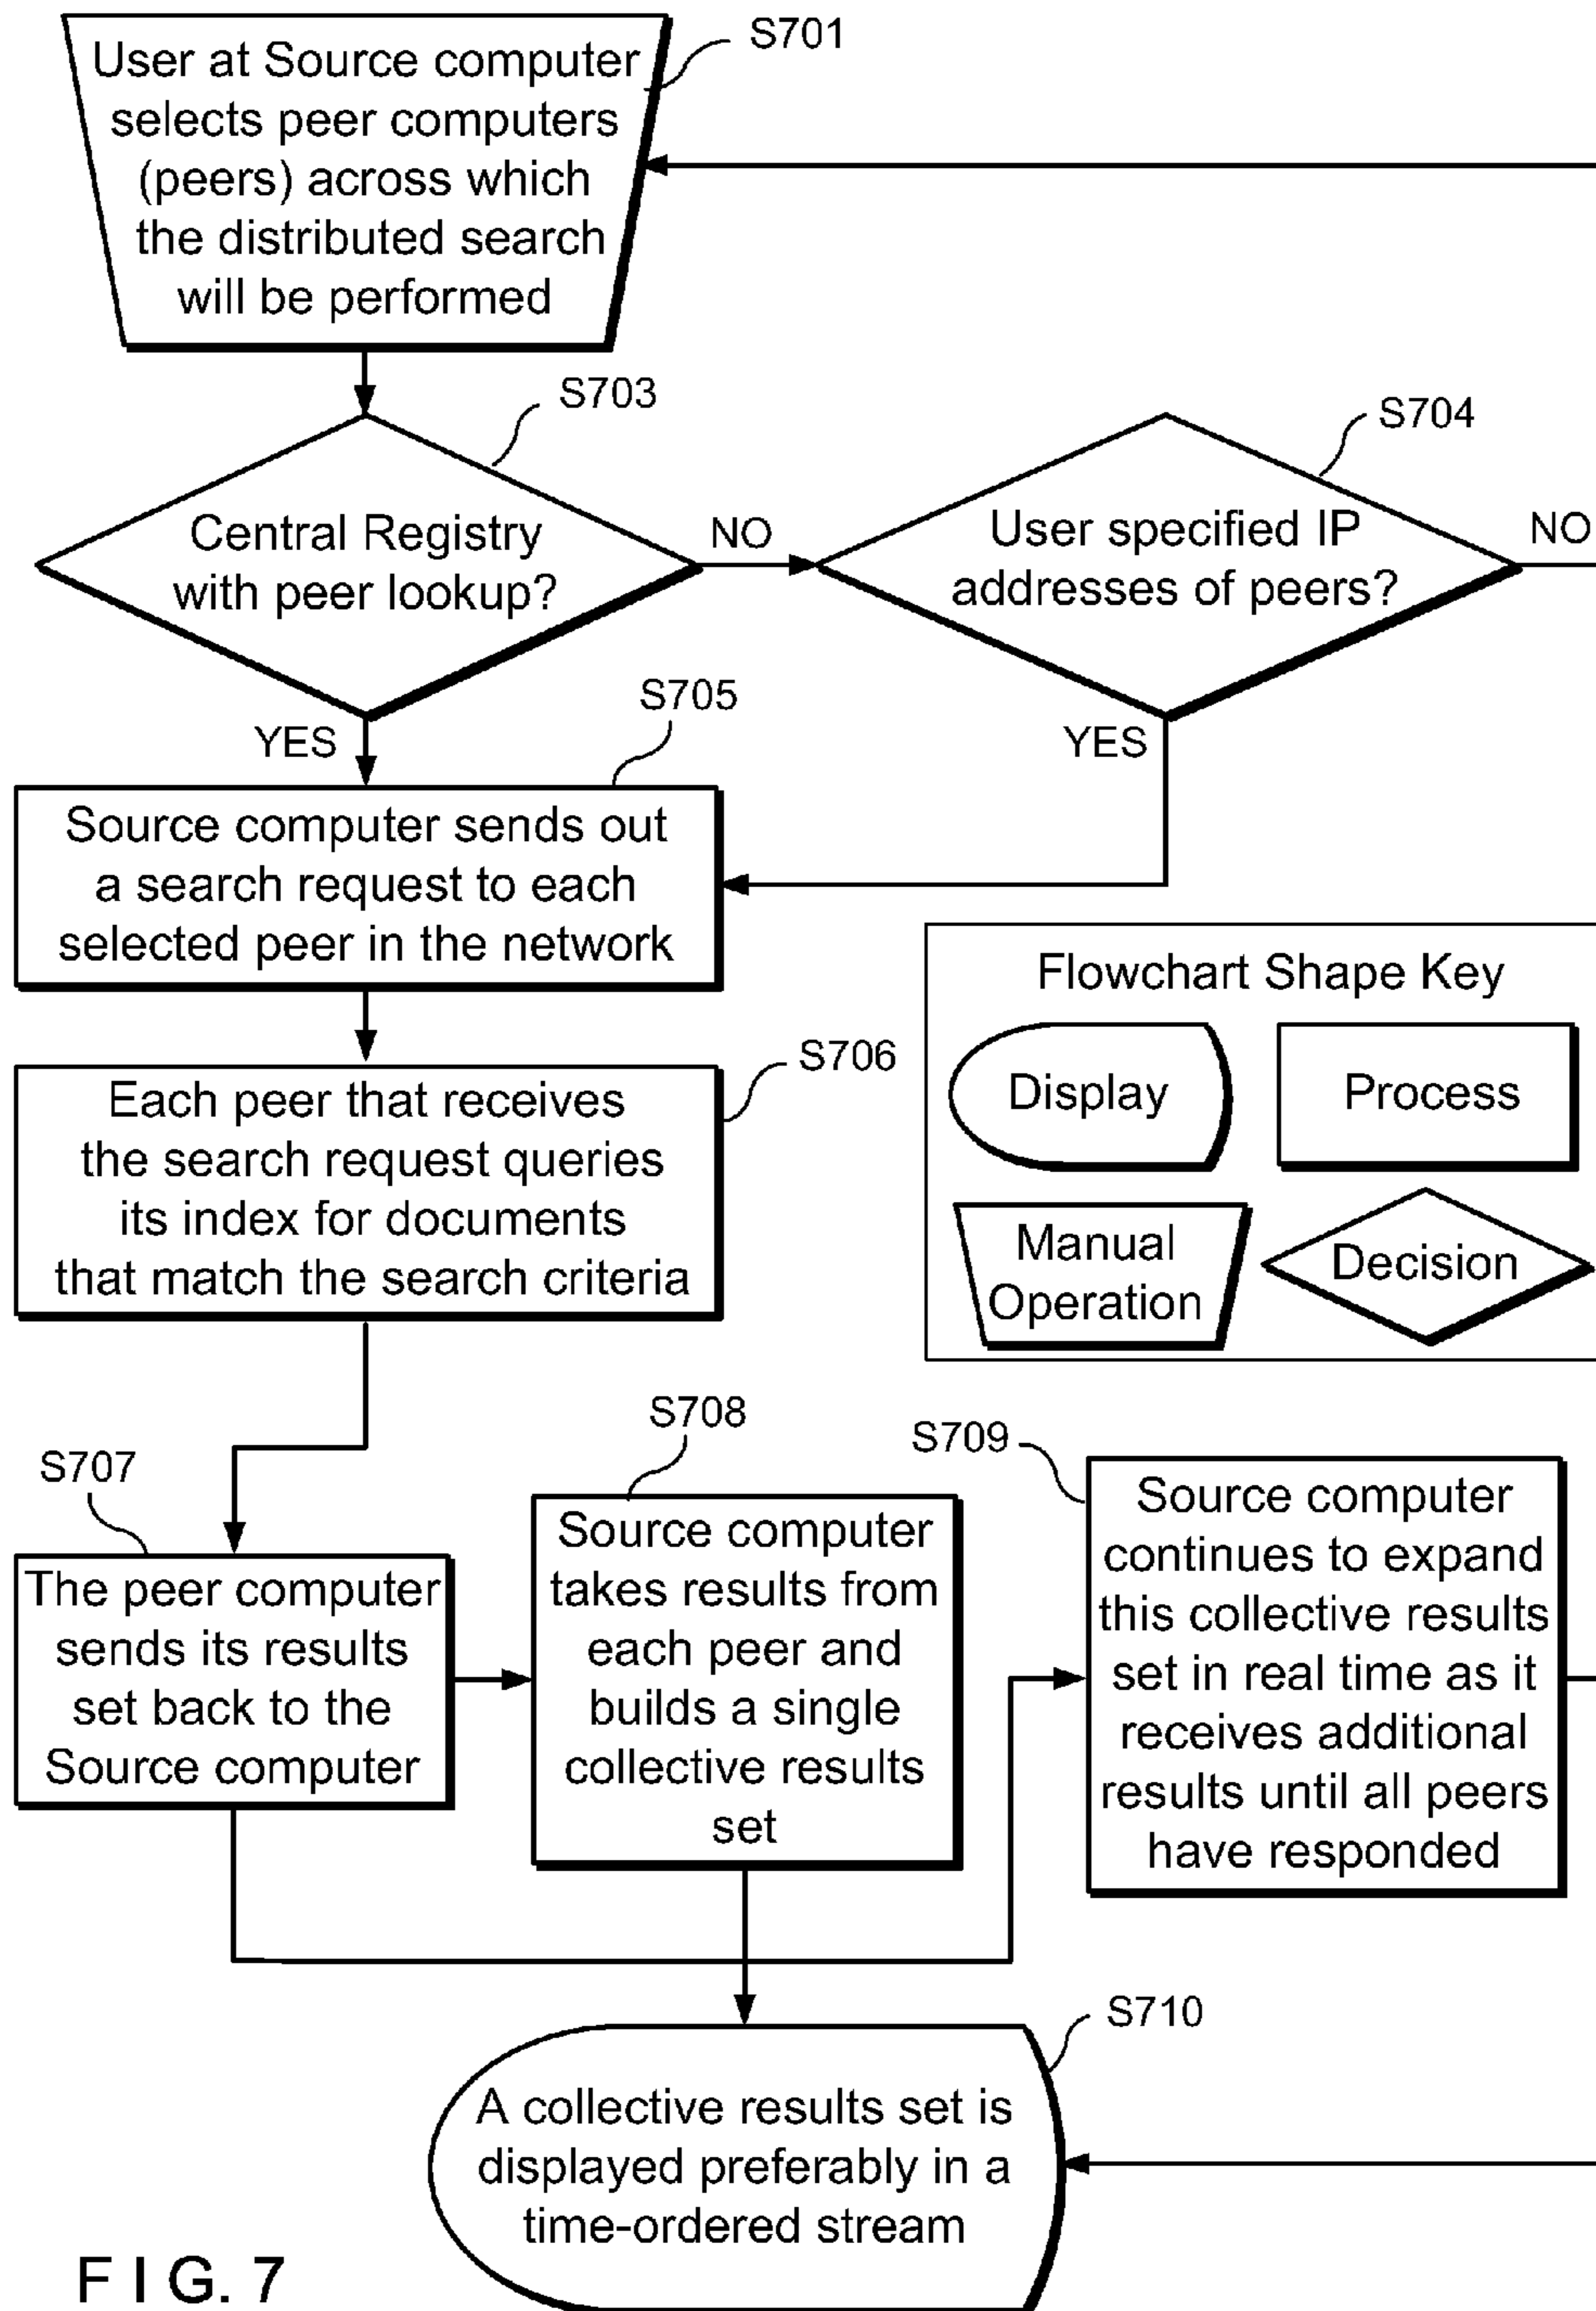 S701
User at Source computer
selects peer computers
(peers) across which
the distributed search
will be performed
S703
Central Registry
with peer lookup?
NO
YES
S704
User specified IP
addresses of peers?
NO
YES
S705
Source computer sends out
a search request to each
selected peer in the network
S706
Each peer that receives
the search request queries
its index for documents
that match the search criteria
Flowchart Shape Key
Display
Process
Manual
Operation
Decision
S707
The peer computer
sends its results
set back to the
Source computer
S708
Source computer
takes results from
each peer and
builds a single
collective results
set
S709
Source computer
continues to expand
this collective results
set in real time as it
receives additional
results until all peers
have responded
S710
A collective results set is
displayed preferably in a
time-ordered stream
F I G. 7